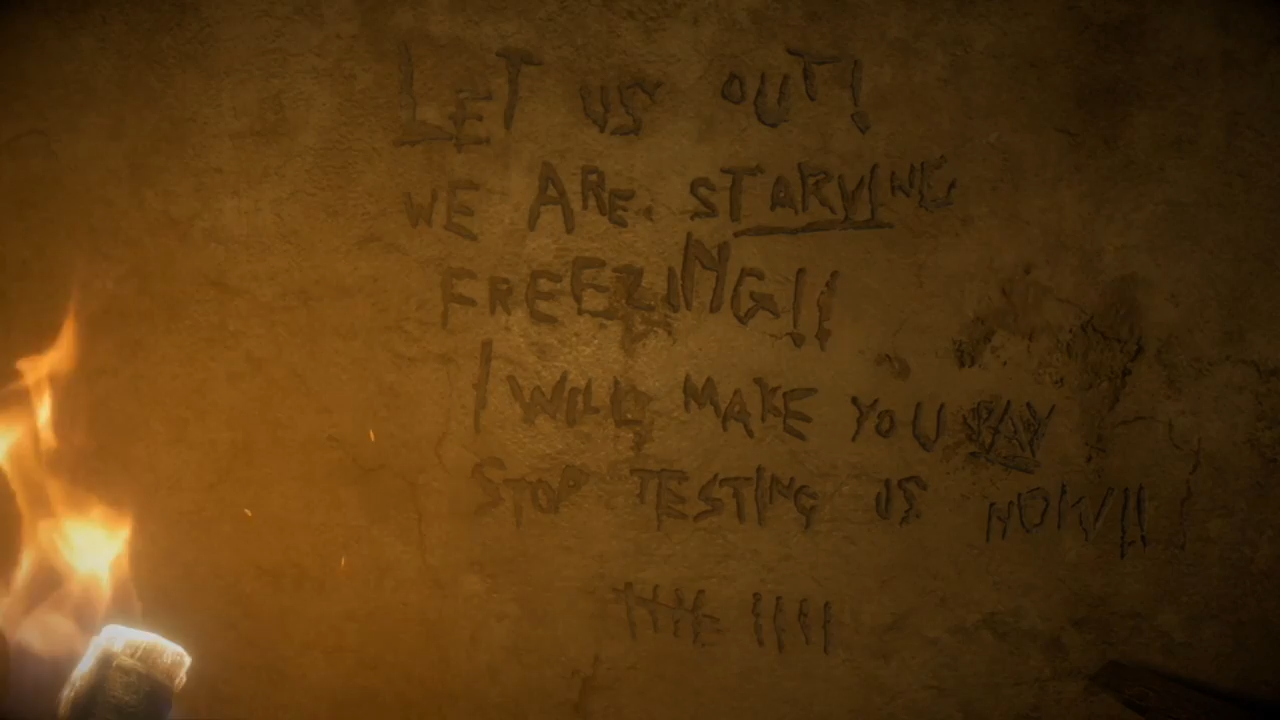 LET US OUT!
WE ARE STARVING
FREEZING!!
I WILL MAKE YOU PAY
STOP TESTING US NOW!!